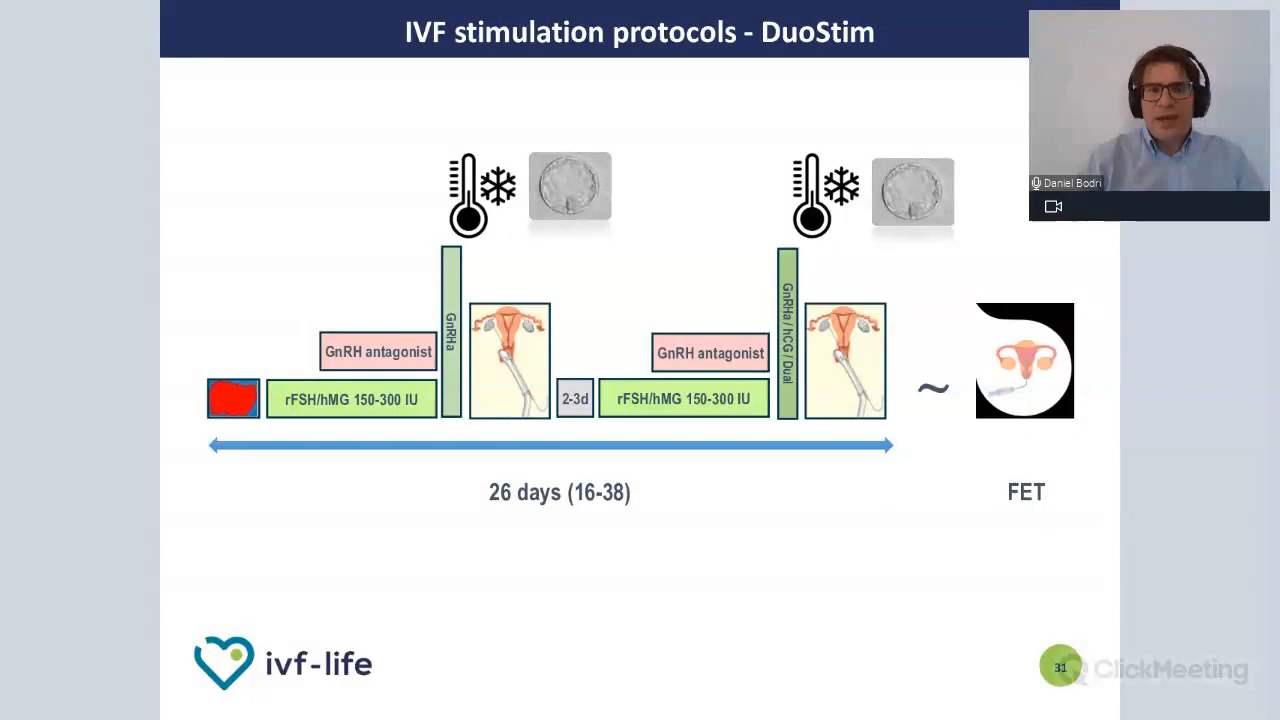 IVF stimulation protocols - DuoStim
Daniel Bodri
GnRHa
GnRHa / hCG / Dual
GnRH antagonist
GnRH antagonist
rFSH/hMG 150-300 IU
2-3d
rFSH/hMG 150-300 IU
~
26 days (16-38)
FET
ivf-life
31
ClickMeeting